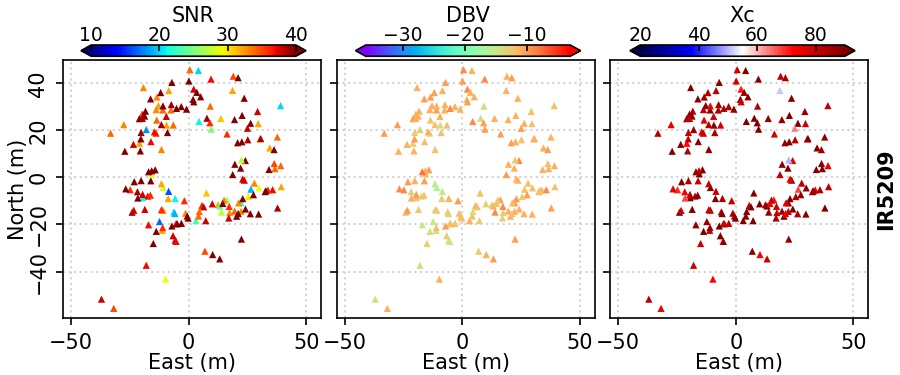 SNR DBV Xc
10 20 30 40 −30 −20 −10 20 40 60 80
40
20
0
−20
−40
North (m)
IR5209
−50 0 50 −50 0 50 −50 0 50
East (m) East (m) East (m)